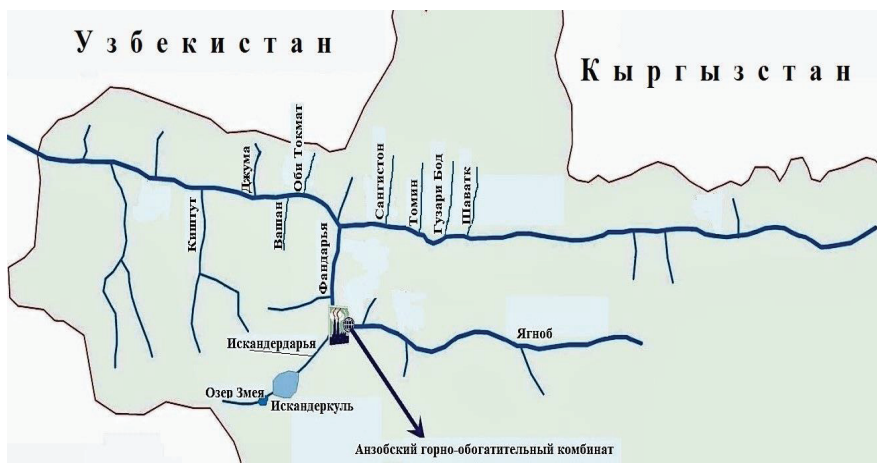 Узбекистан
Кыргызстан
Джума
Оби Токмат
Киштут
Вашан
Фандарья
Сангистон
Томин
Гузари Бод
Шаватк
Ягноб
Искандердарья
Озер Змея
Искандеркуль
Анзобский горно-обогатительный комбинат